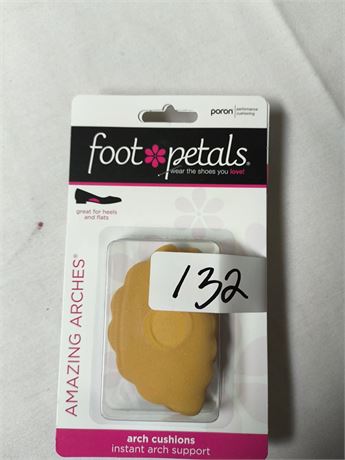 poron performance cushioning
foot petals®
wear the shoes you love!
great for heels
and flats
AMAZING ARCHES®
132
arch cushions
instant arch support